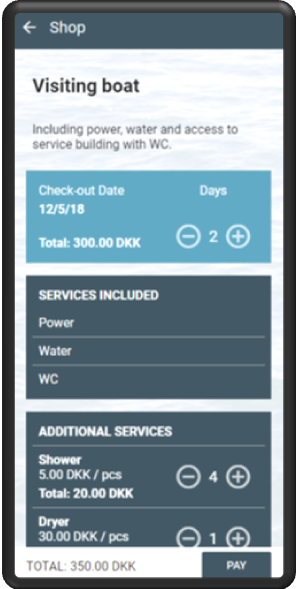 Shop
Visiting boat
Including power, water and access to
service building with WC.
Check-out Date
Days
12/5/18
Total: 300.00 DKK
2
SERVICES INCLUDED
Power
Water
WC
ADDITIONAL SERVICES
Shower
5.00 DKK / pcs
4
Total: 20.00 DKK
Dryer
30.00 DKK / pcs
1
TOTAL: 350.00 DKK
PAY